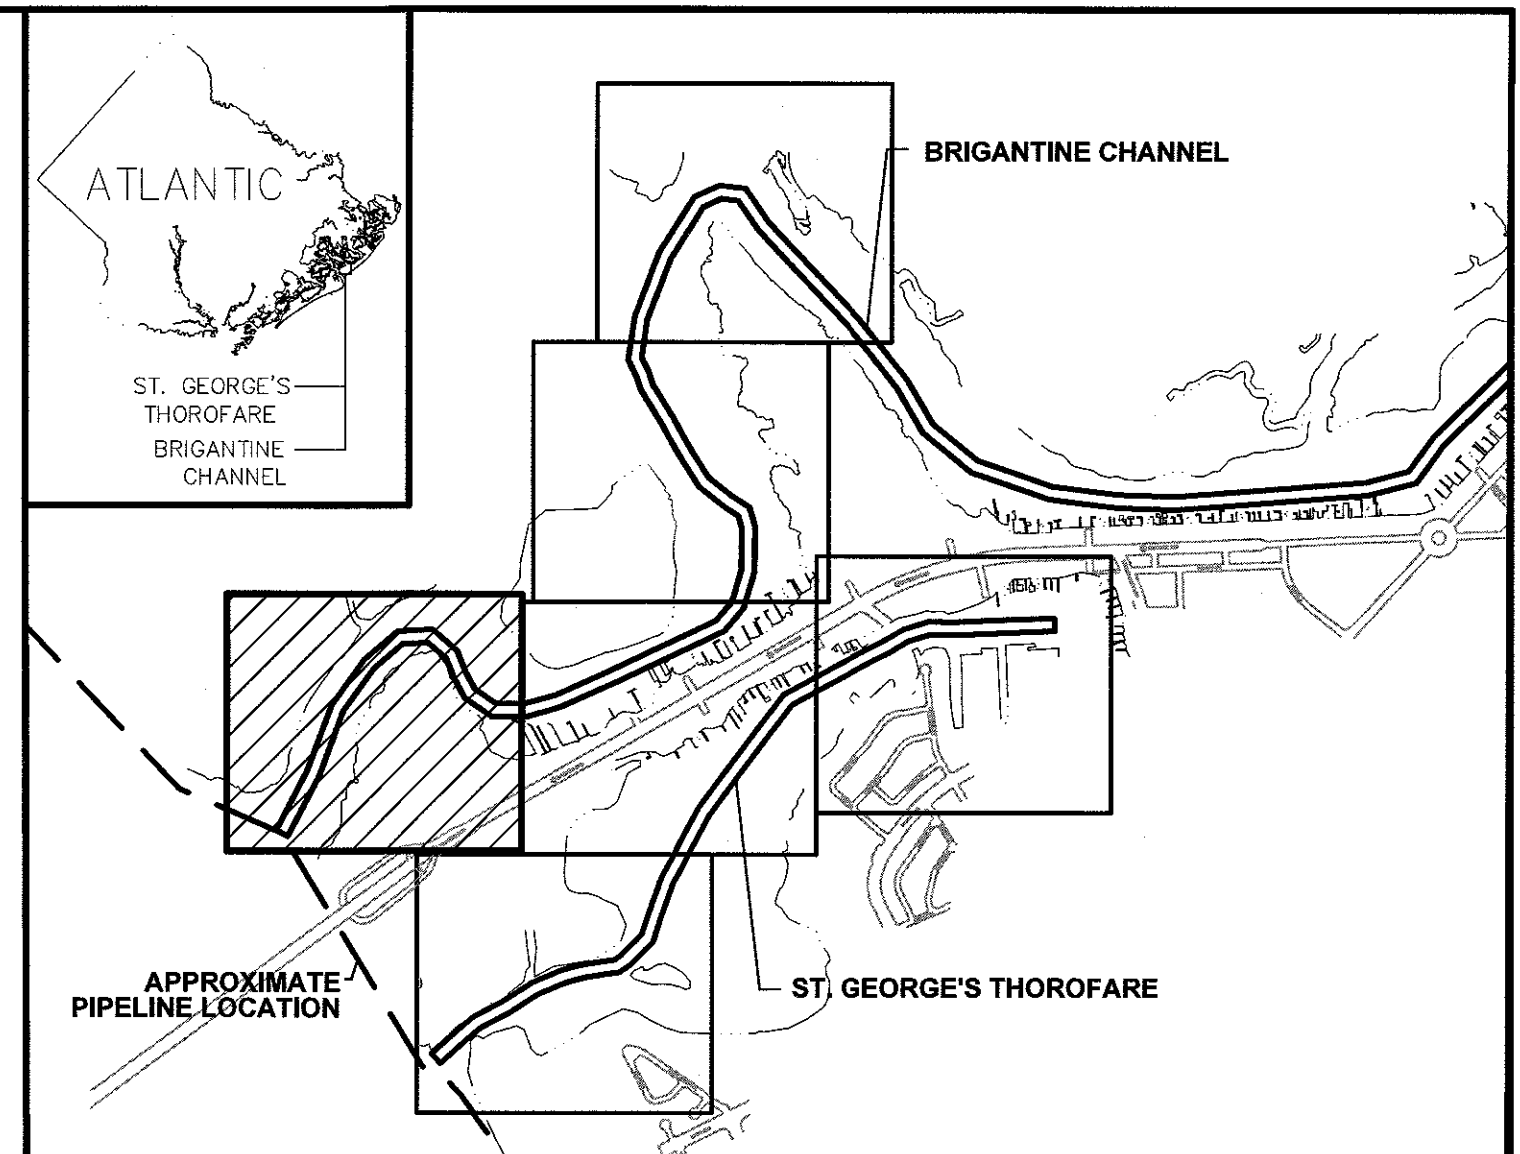 ATLANTIC
ST. GEORGE'S
THOROFARE
BRIGANTINE
CHANNEL
BRIGANTINE CHANNEL
APPROXIMATE
PIPELINE LOCATION
ST. GEORGE'S THOROFARE